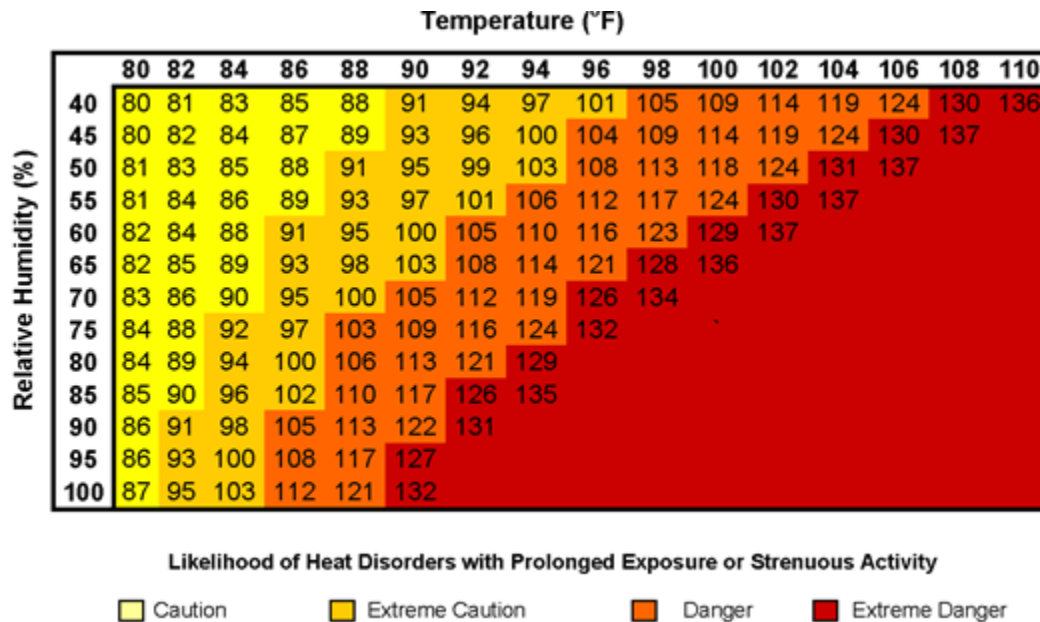 Temperature (°F)
80 82 84 86 88 90 92 94 96 98 100 102 104 106 108 110
40 80 81 83 85 88 91 94 97 101 105 109 114 119 124 130 136
45 80 82 84 87 89 93 96 100 104 109 114 119 124 130 137
50 81 83 85 88 91 95 99 103 108 113 118 124 131 137
55 81 84 86 89 93 97 101 106 112 117 124 130 137
60 82 84 88 91 95 100 105 110 116 123 129 137
65 82 85 89 93 98 103 108 114 121 128 136
70 83 86 90 95 100 105 112 119 126 134
75 84 88 92 97 103 109 116 124 132
80 84 89 94 100 106 113 121 129
85 85 90 96 102 110 117 126 135
90 86 91 98 105 113 122 131
95 86 93 100 108 117 127
100 87 95 103 112 121 132
Relative Humidity (%)
Likelihood of Heat Disorders with Prolonged Exposure or Strenuous Activity
Caution Extreme Caution Danger Extreme Danger